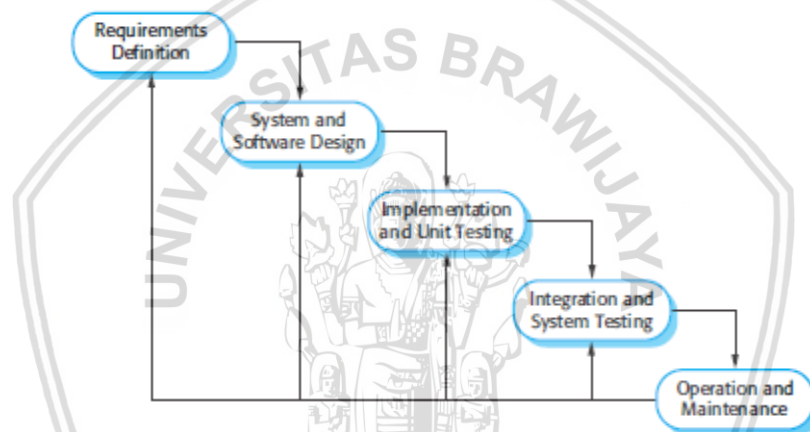 UNIVERSITAS BRAWIJAYA
Requirements
Definition
System and
Software Design
Implementation
and Unit Testing
Integration and
System Testing
Operation and
Maintenance